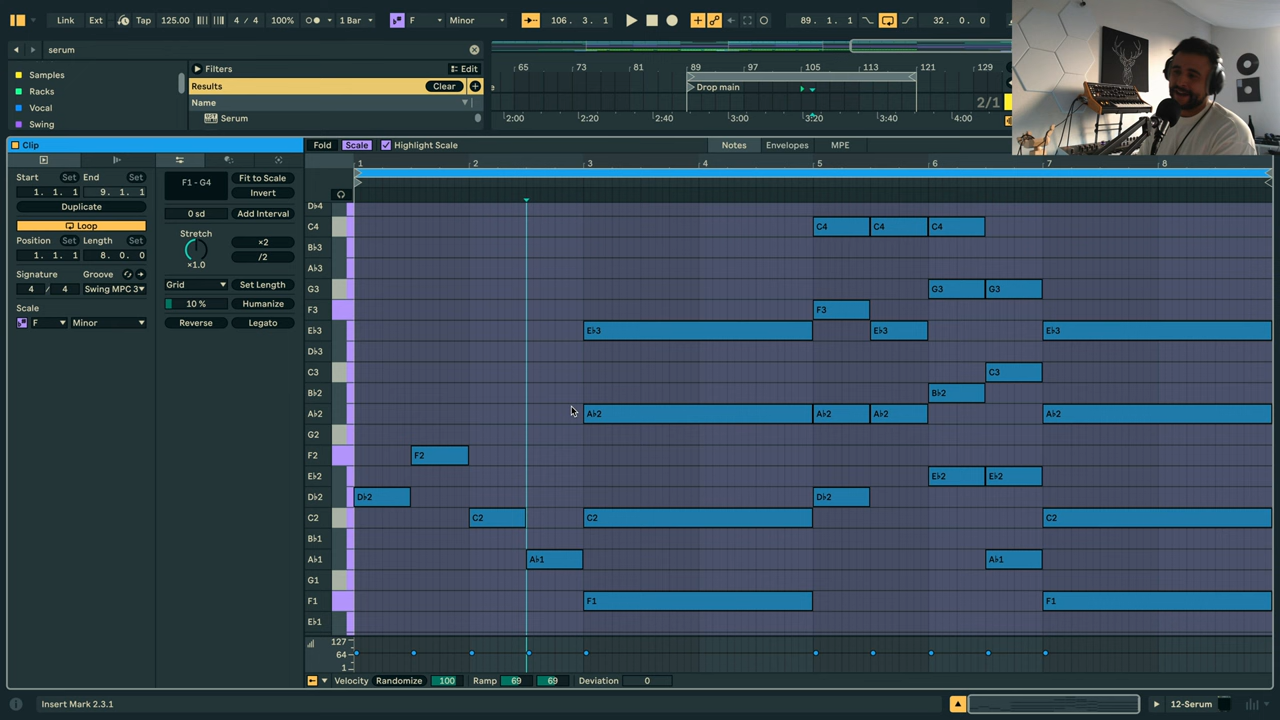 Link Ext Tap 125.00 4 / 4 100% 1 Bar F Minor 106. 3. 1 89. 1. 1 32. 0. 0
serum
Samples
Racks
Vocal
Swing
Filters Edit
Results Clear
Name
Serum
65 73 81 89 97 105 113 121 129
Drop main
2/1
2:00 2:20 2:40 3:00 3:20 3:40 4:00
Clip
Start Set End Set
1. 1. 1 9. 1. 1
Duplicate
Loop
Position Set Length Set
1. 1. 1 8. 0. 0
Signature Groove
4 / 4 Swing MPC 3
Scale
F Minor
F1 - G4 Fit to Scale
Invert
0 sd Add Interval
Stretch
×1.0
×2
/2
Grid Set Length
10 % Humanize
Reverse Legato
Fold Scale Highlight Scale Notes Envelopes MPE
1 2 3 4 5 6 7 8
D♭4
C4 C4 C4 C4
B♭3
A♭3
G3 G3 G3
F3 F3
E♭3 E♭3 E♭3 E♭3
D♭3
C3 C3
B♭2 B♭2
A♭2 A♭2 A♭2 A♭2 A♭2
G2
F2 F2
E♭2 E♭2 E♭2
D♭2 D♭2 D♭2
C2 C2 C2 C2
B♭1
A♭1 A♭1 A♭1
G1
F1 F1 F1
E♭1
127
64
1
Velocity Randomize 100 Ramp 69 69 Deviation 0
Insert Mark 2.3.1 12-Serum